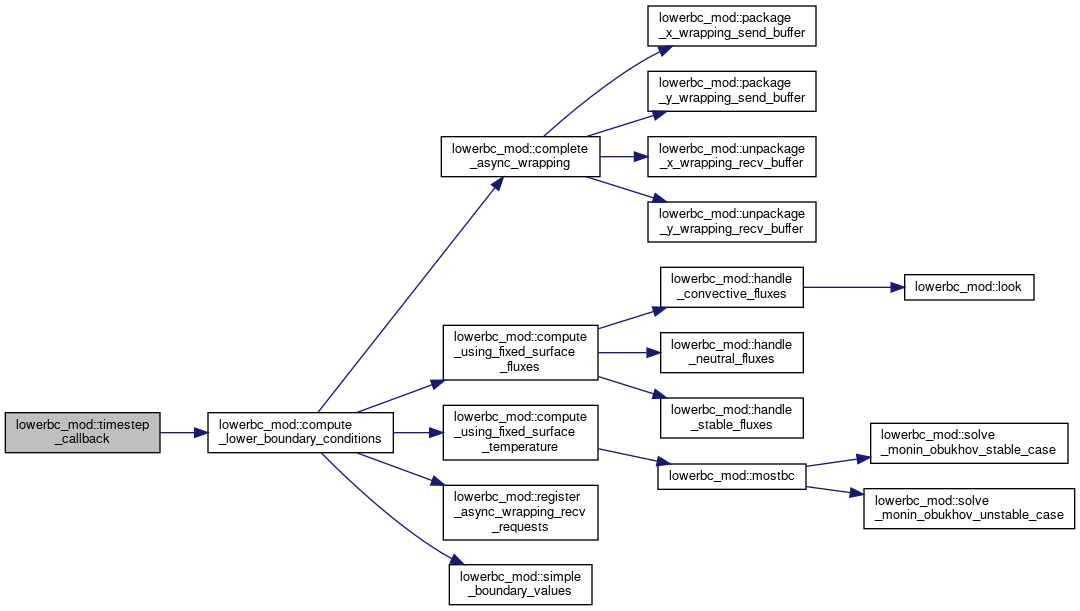 lowerbc_mod::package
_x_wrapping_send_buffer
lowerbc_mod::package
_y_wrapping_send_buffer
lowerbc_mod::complete
_async_wrapping
lowerbc_mod::unpackage
_x_wrapping_recv_buffer
lowerbc_mod::unpackage
_y_wrapping_recv_buffer
lowerbc_mod::handle
_convective_fluxes
lowerbc_mod::look
lowerbc_mod::compute
_using_fixed_surface
_fluxes
lowerbc_mod::handle
_neutral_fluxes
lowerbc_mod::handle
_stable_fluxes
lowerbc_mod::timestep
_callback
lowerbc_mod::compute
_lower_boundary_conditions
lowerbc_mod::compute
_using_fixed_surface
_temperature
lowerbc_mod::mostbc
lowerbc_mod::solve
_monin_obukhov_stable_case
lowerbc_mod::solve
_monin_obukhov_unstable_case
lowerbc_mod::register
_async_wrapping_recv
_requests
lowerbc_mod::simple
_boundary_values